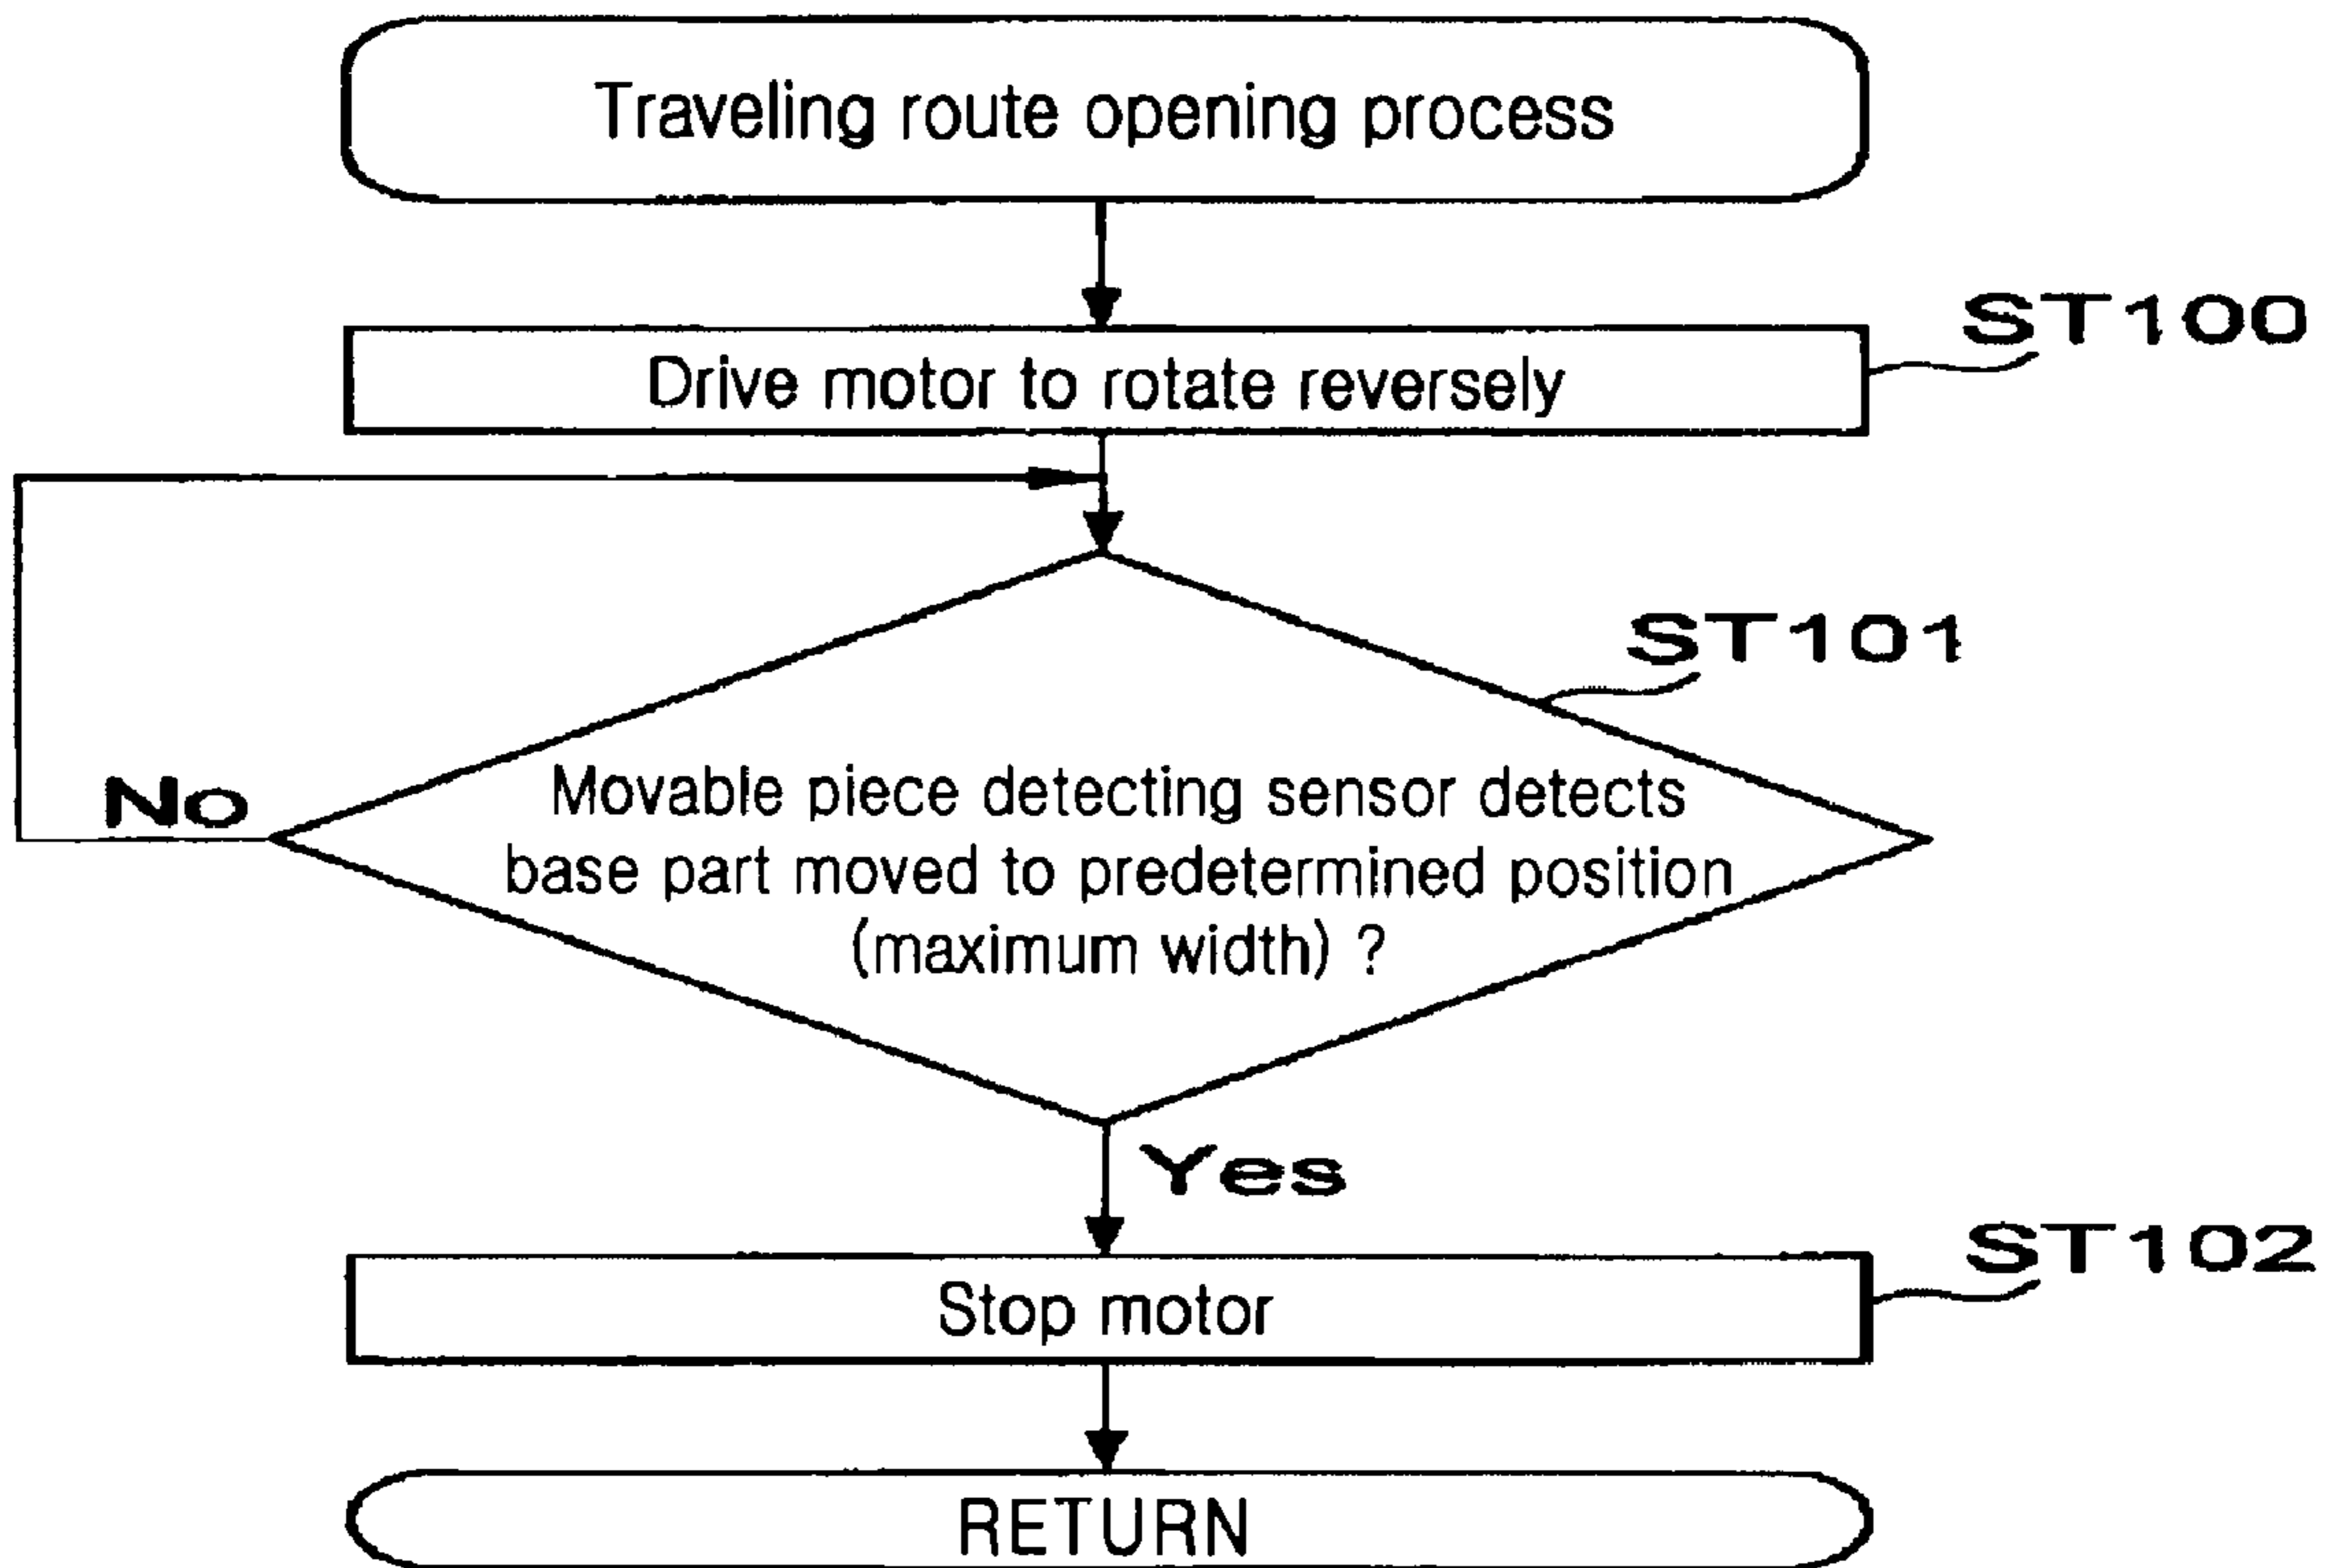 Traveling route opening process
ST100
Drive motor to rotate reversely
ST101
Movable piece detecting sensor detects
base part moved to predetermined position
(maximum width) ?
No
Yes
ST102
Stop motor
RETURN